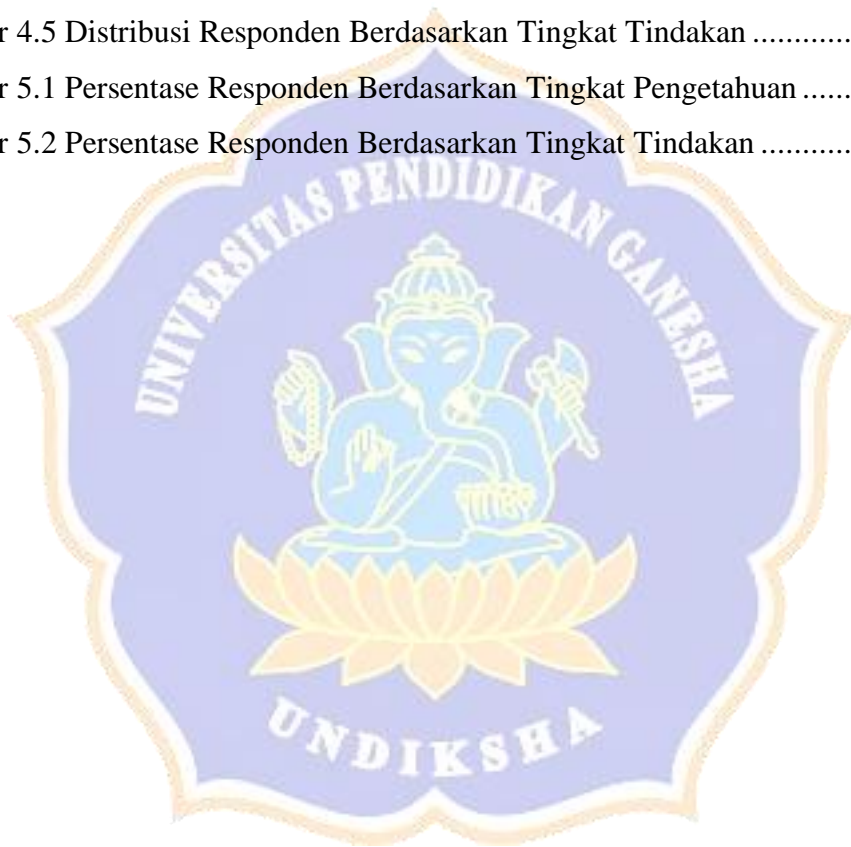 r 4.5 Distribusi Responden Berdasarkan Tingkat Tindakan ............
r 5.1 Persentase Responden Berdasarkan Tingkat Pengetahuan ......
r 5.2 Persentase Responden Berdasarkan Tingkat Tindakan ...........
UNIVERSITAS PENDIDIKAN GANESHA
UNDIKSHA